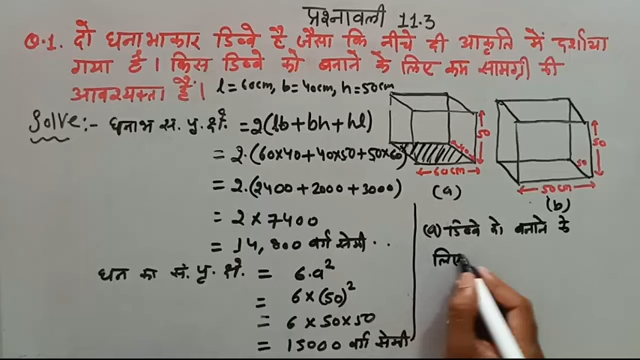 प्रश्नावली 11.3
Q.1. दो घनाभाकार डिब्बे है जैसा कि नीचे दी आकृति में दर्शाया
गया है। किस डिब्बे को बनाने के लिए कम सामग्री की
आवश्यकता है। l = 60cm, b = 40cm, h = 50cm
Solve:- घनाभ स. पृ. क्षे. = 2(lb+bh+hl)
= 2.(60×40+40×50+50×60)
= 2.(2400+2000+3000)
= 2×7400
= 14,800 वर्ग सेमी ..
घन का सं. पृ. क्षे. = 6.a²
= 6×(50)²
= 6×50×50
= 15000 वर्ग सेमी
50
40
60cm
(a)
50
50
50cm
(b)
(a) डिब्बे दो बनाने के
लिए